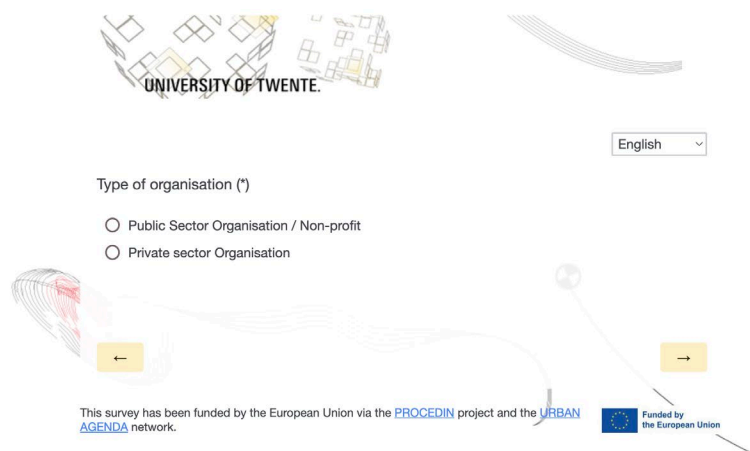 UNIVERSITY OF TWENTE.
English
Type of organisation (*)
Public Sector Organisation / Non-profit
Private sector Organisation
← →
This survey has been funded by the European Union via the PROCEDIN project and the URBAN
AGENDA network.
Funded by
the European Union